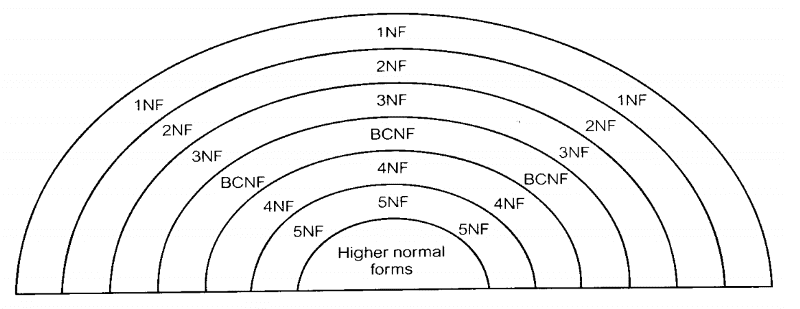 1NF
2NF
1NF 3NF 1NF
2NF 2NF
BCNF
3NF 3NF
4NF
BCNF BCNF
5NF
4NF 4NF
5NF 5NF
Higher normal
forms